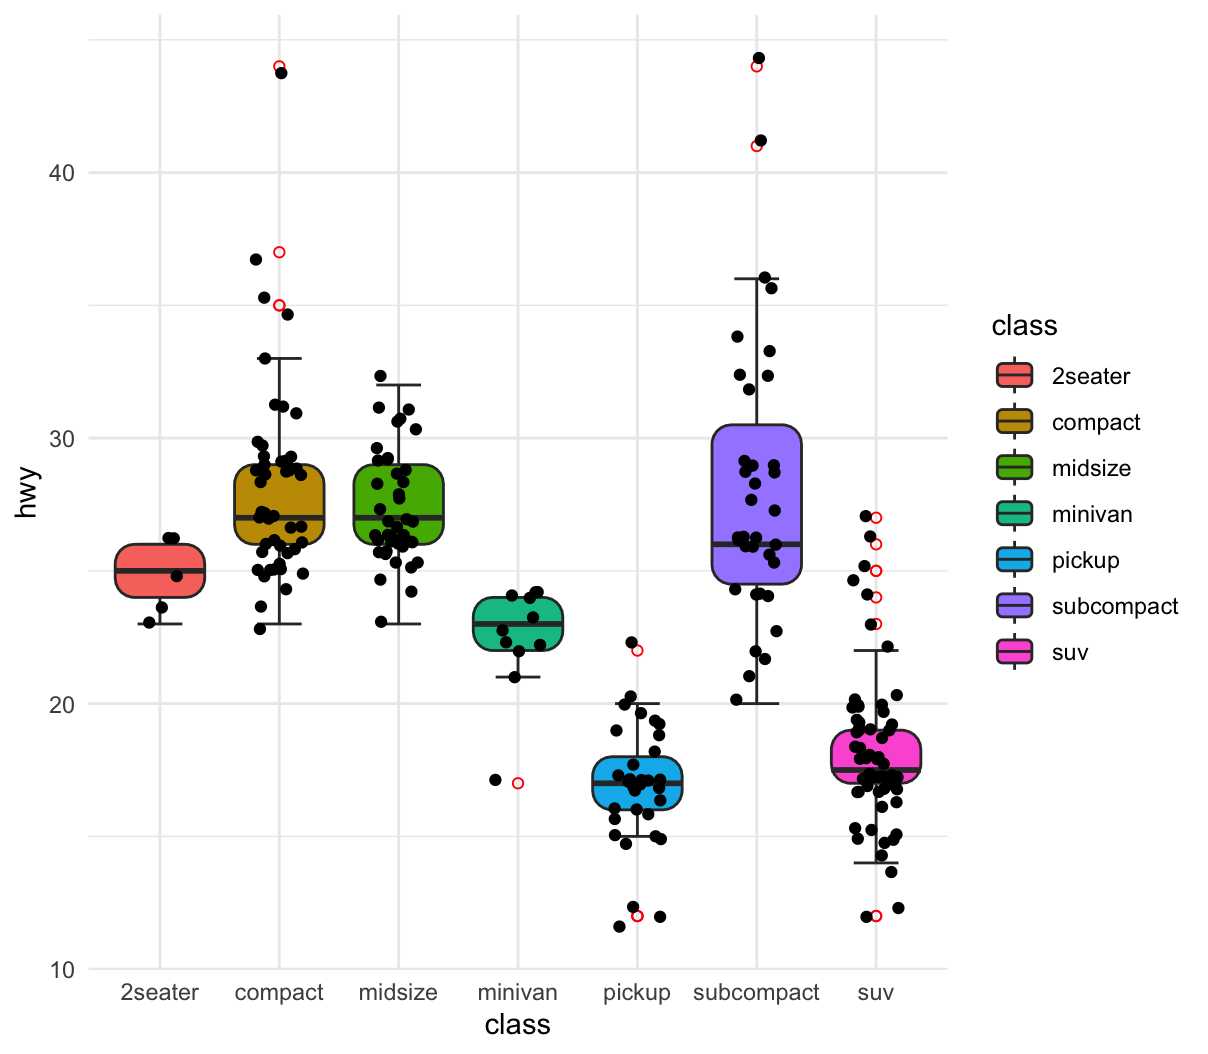 hwy
40
30
20
10
2seater compact midsize minivan pickup subcompact suv
class
class
2seater
compact
midsize
minivan
pickup
subcompact
suv